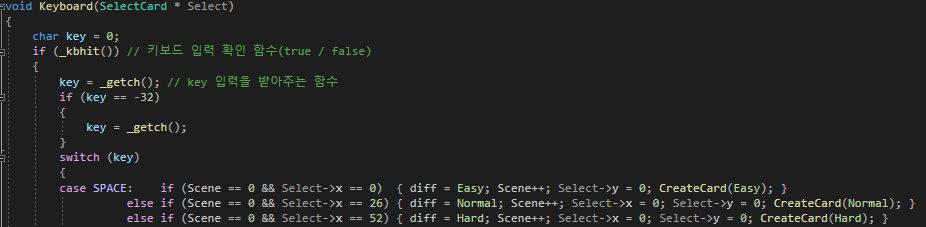 void Keyboard(SelectCard * Select)
{
    char key = 0;
    if (_kbhit()) // 키보드 입력 확인 함수(true / false)
    {
        key = _getch(); // key 입력을 받아주는 함수
        if (key == -32)
        {
            key = _getch();
        }
        switch (key)
        {
        case SPACE:    if (Scene == 0 && Select->x == 0)  { diff = Easy; Scene++; Select->y = 0; CreateCard(Easy); }
                  else if (Scene == 0 && Select->x == 26) { diff = Normal; Scene++; Select->x = 0; Select->y = 0; CreateCard(Normal); }
                  else if (Scene == 0 && Select->x == 52) { diff = Hard; Scene++; Select->x = 0; Select->y = 0; CreateCard(Hard); }